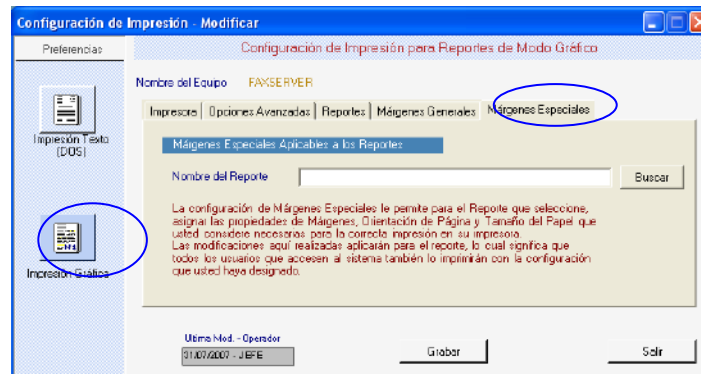 Configuración de Impresión - Modificar
Preferencias
Configuración de Impresión para Reportes de Modo Gráfico
Nombre del Equipo FAXSERVER
Impresora Opciones Avanzadas Reportes Márgenes Generales Márgenes Especiales
Impresión Texto
(DOS)
Márgenes Especiales Aplicables a los Reportes
Nombre del Reporte Buscar
La configuración de Márgenes Especiales le permite para el Reporte que seleccione,
asignar las propiedades de Márgenes, Orientación de Página y Tamaño del Papel que
usted considere necesarias para la correcta impresión en su impresora.
Las modificaciones aquí realizadas aplicarán para el reporte, lo cual significa que
todos los usuarios que accesen al sistema también lo imprimirán con la configuración
que usted haya designado.
Impresión Gráfica
Ultima Mod. - Operador
31/07/2007 - JEFE
Grabar
Salir